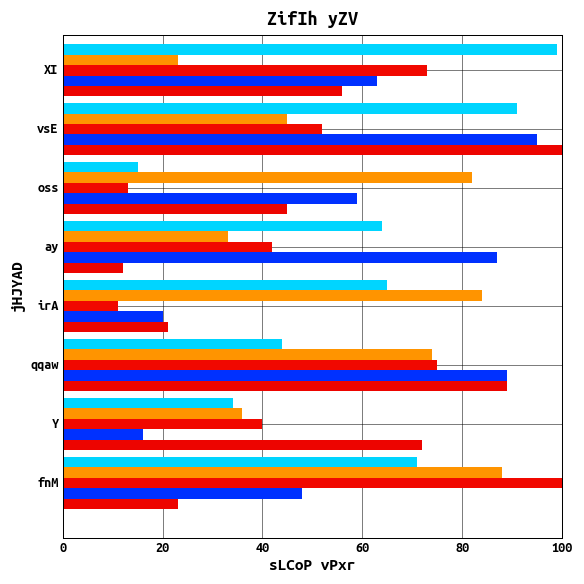 ZifIh yZV
XI
vsE
oss
ay
irA
qqaw
Y
fnM
jHJYAD
0 20 40 60 80 100
sLCoP vPxr